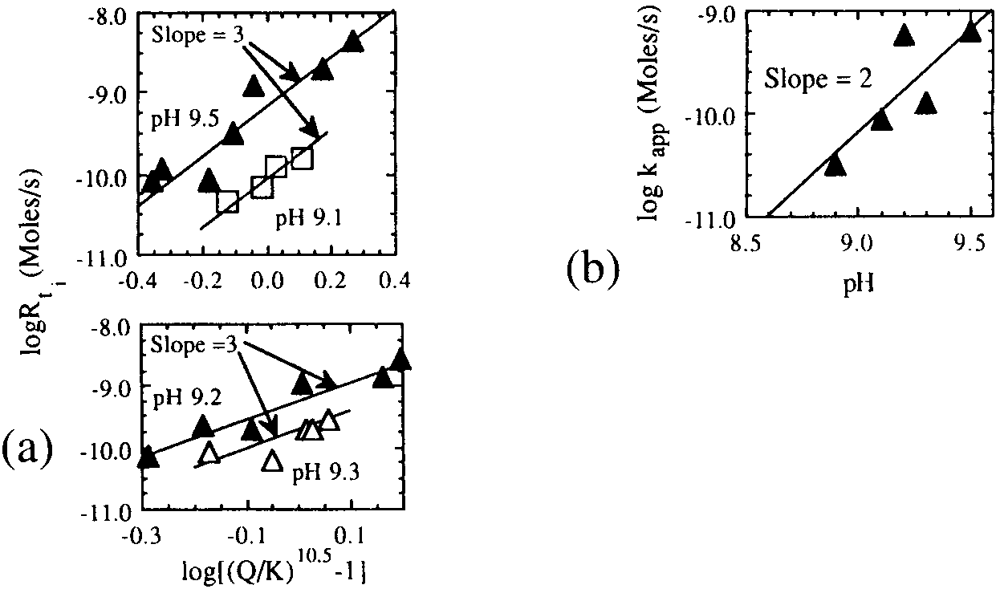 -8.0
Slope = 3
-9.0
pH 9.5
-10.0
pH 9.1
-11.0
-0.4 -0.2 0.0 0.2 0.4
logR t i (Moles/s)
-8.0
Slope =3
-9.0
pH 9.2
-10.0
pH 9.3
-11.0
-0.3 -0.1 0.1
log[(Q/K)10.5-1]
(a)
-9.0
Slope = 2
-10.0
-11.0
8.5 9.0 9.5
log kapp (Moles/s)
pH
(b)